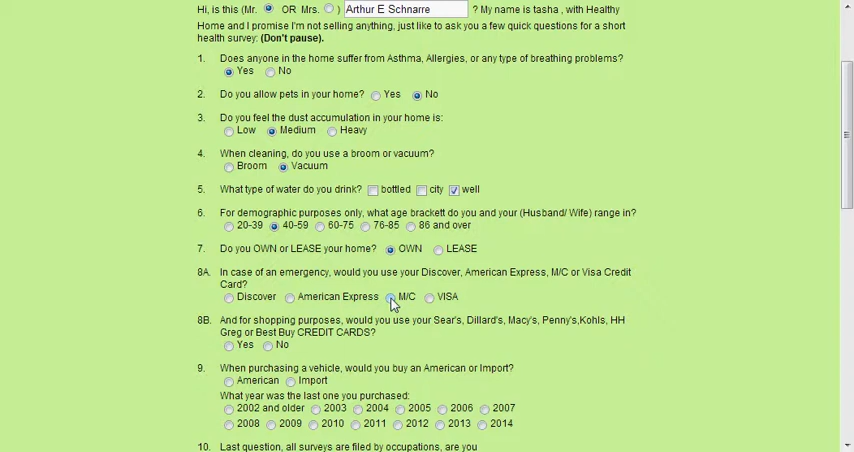 Hi, is this (Mr. OR Mrs. ) Arthur E Schnarre ? My name is tasha , with Healthy
Home and I promise I'm not selling anything, just like to ask you a few quick questions for a short
health survey: (Don't pause).
1. Does anyone in the home suffer from Asthma, Allergies, or any type of breathing problems?
Yes No
2. Do you allow pets in your home? Yes No
3. Do you feel the dust accumulation in your home is:
Low Medium Heavy
4. When cleaning, do you use a broom or vacuum?
Broom Vacuum
5. What type of water do you drink? bottled city well
6. For demographic purposes only, what age brackett do you and your (Husband/ Wife) range in?
20-39 40-59 60-75 76-85 86 and over
7. Do you OWN or LEASE your home? OWN LEASE
8A. In case of an emergency, would you use your Discover, American Express, M/C or Visa Credit
Card?
Discover American Express M/C VISA
8B. And for shopping purposes, would you use your Sear's, Dillard's, Macy's, Penny's,Kohls, HH
Greg or Best Buy CREDIT CARDS?
Yes No
9. When purchasing a vehicle, would you buy an American or Import?
American Import
What year was the last one you purchased:
2002 and older 2003 2004 2005 2006 2007
2008 2009 2010 2011 2012 2013 2014
10. Last question, all surveys are filed by occupations, are you